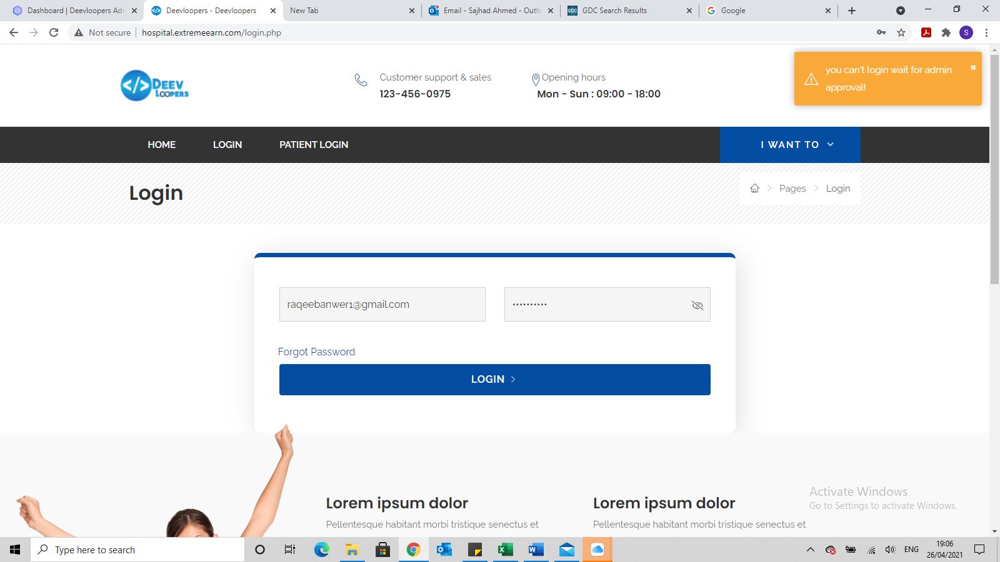 Dashboard | Deevloopers Adm
Deevloopers - Deevloopers
New Tab
Email - Sajhad Ahmed - Outlo
GDC
GDC Search Results
Google
Not secure
hospital.extremeearn.com/login.php
S
DEEV
LOOPERS
Customer support & sales
123-456-0975
Opening hours
Mon - Sun : 09:00 - 18:00
you can't login wait for admin
approval!
HOME
LOGIN
PATIENT LOGIN
I WANT TO
Login
Pages
Login
raqeebanwer1@gmail.com
••••••••••
Forgot Password
LOGIN
Lorem ipsum dolor
Lorem ipsum dolor
Pellentesque habitant morbi tristique senectus et
Pellentesque habitant morbi tristique senectus et
Activate Windows
Go to Settings to activate Windows.
Type here to search
ENG
19:06
26/04/2021